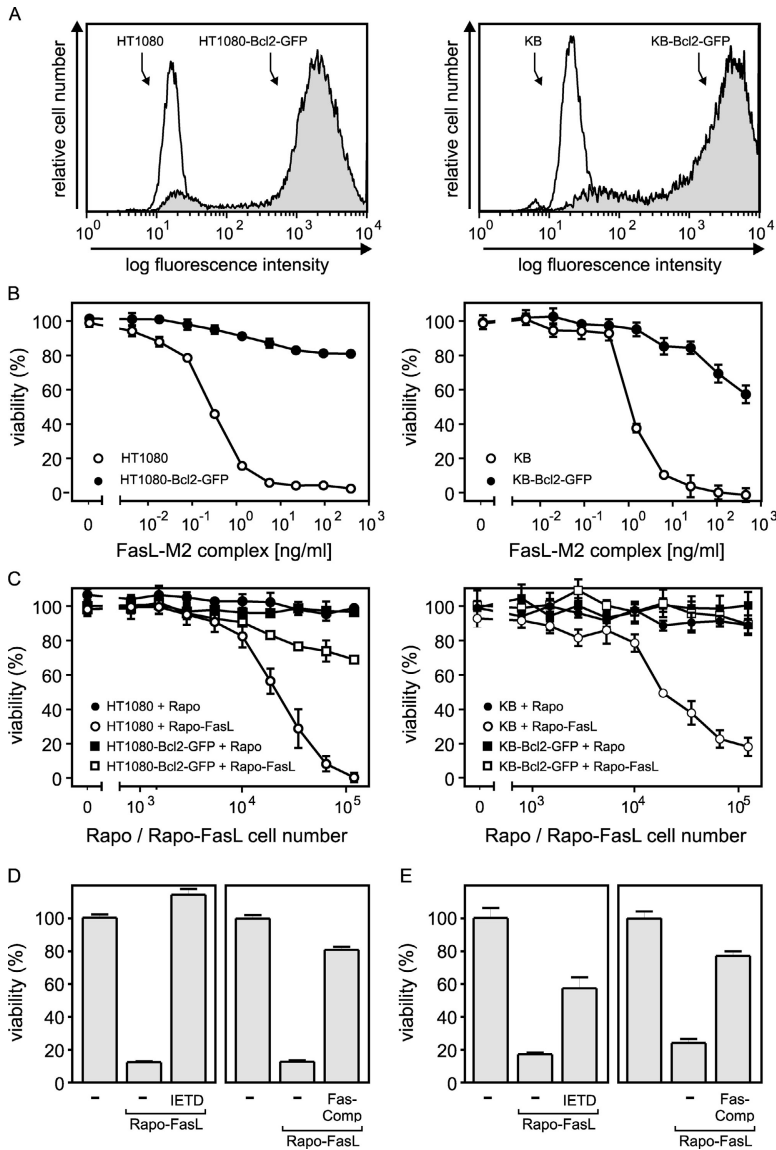 A
relative cell number
HT1080
HT1080-Bcl2-GFP
10^0 10^1 10^2 10^3 10^4
log fluorescence intensity
relative cell number
KB
KB-Bcl2-GFP
10^0 10^1 10^2 10^3 10^4
log fluorescence intensity
B
viability (%)
100
80
60
40
20
0
HT1080
HT1080-Bcl2-GFP
0 10^-2 10^-1 10^0 10^1 10^2 10^3
FasL-M2 complex [ng/ml]
viability (%)
100
80
60
40
20
0
KB
KB-Bcl2-GFP
0 10^-2 10^-1 10^0 10^1 10^2 10^3
FasL-M2 complex [ng/ml]
C
viability (%)
100
80
60
40
20
0
HT1080 + Rapo
HT1080 + Rapo-FasL
HT1080-Bcl2-GFP + Rapo
HT1080-Bcl2-GFP + Rapo-FasL
0 10^3 10^4 10^5
Rapo / Rapo-FasL cell number
viability (%)
100
80
60
40
20
0
KB + Rapo
KB + Rapo-FasL
KB-Bcl2-GFP + Rapo
KB-Bcl2-GFP + Rapo-FasL
0 10^3 10^4 10^5
Rapo / Rapo-FasL cell number
D
viability (%)
100
80
60
40
20
0
- - IETD
Rapo-FasL
- - Fas-
Comp
Rapo-FasL
E
viability (%)
100
80
60
40
20
0
- - IETD
Rapo-FasL
- - Fas-
Comp
Rapo-FasL